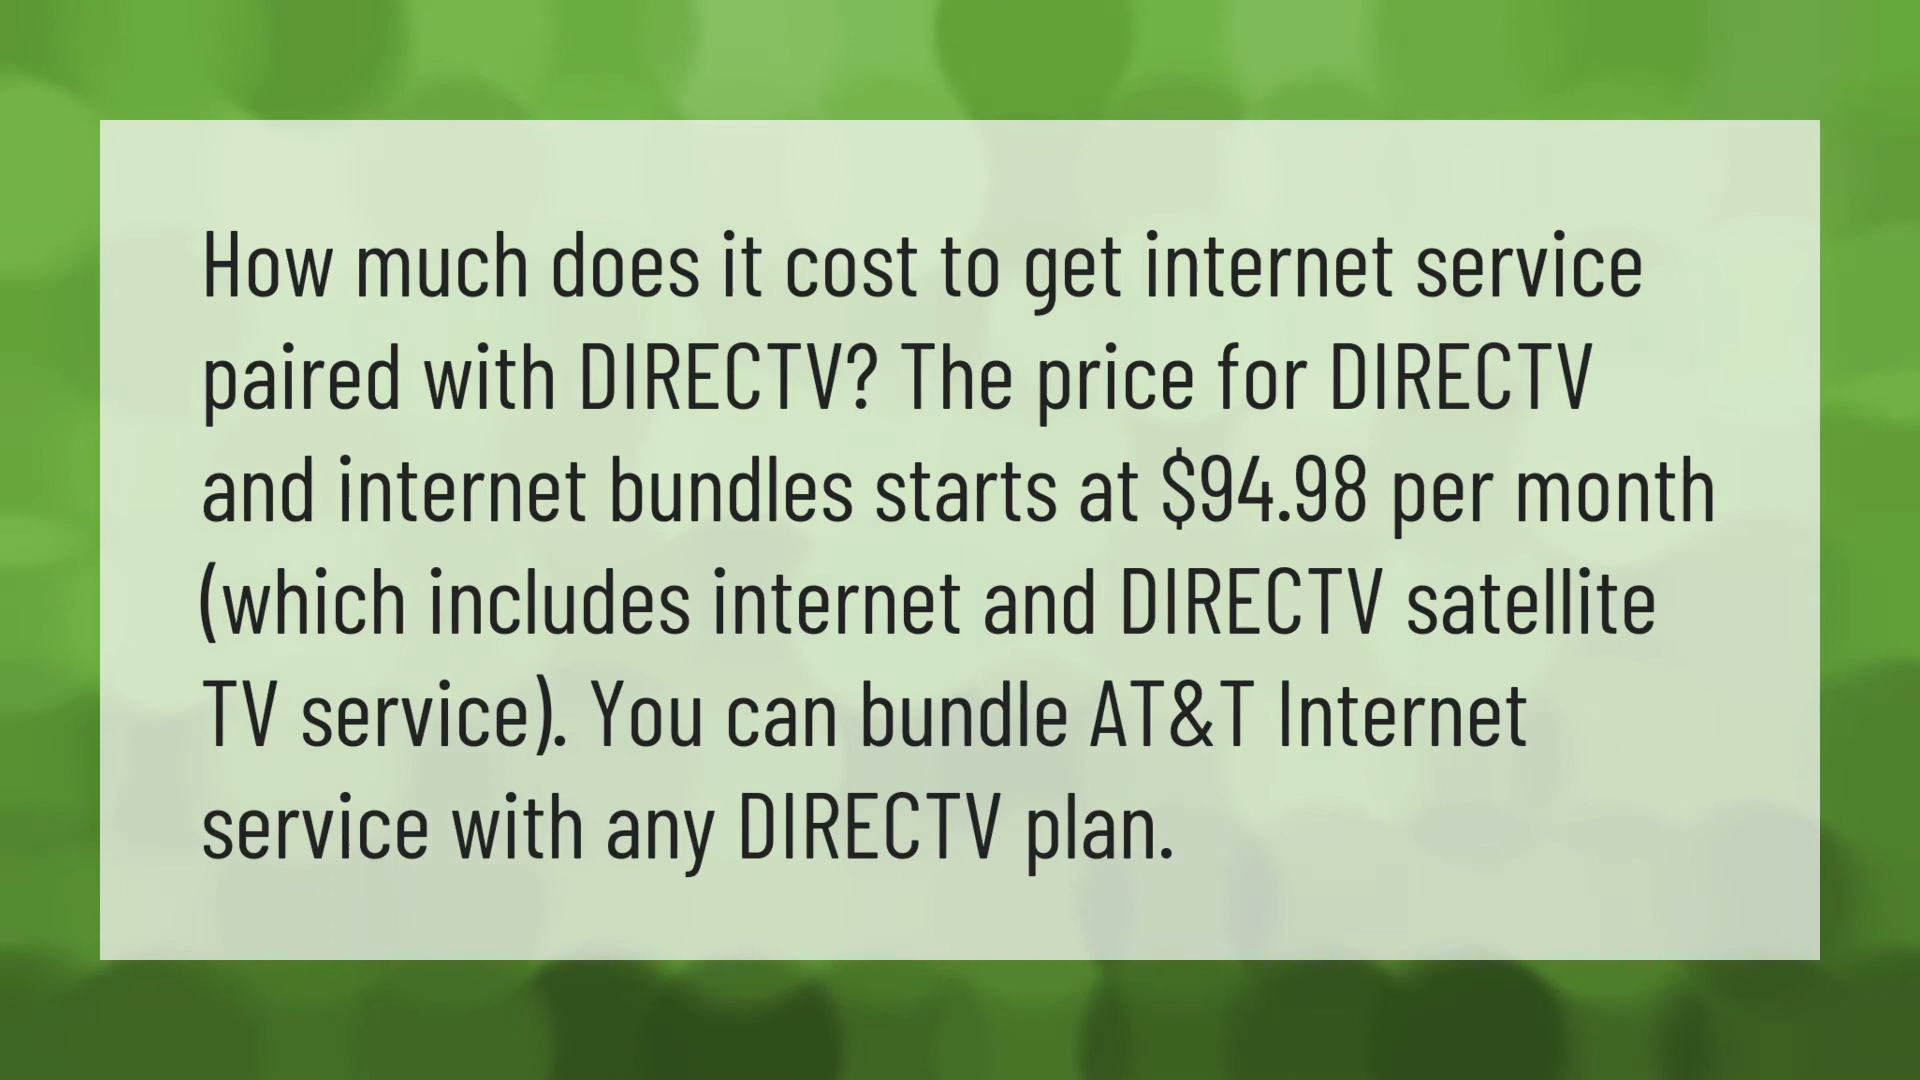 How much does it cost to get internet service
paired with DIRECTV? The price for DIRECTV
and internet bundles starts at $94.98 per month
(which includes internet and DIRECTV satellite
TV service). You can bundle AT&T Internet
service with any DIRECTV plan.